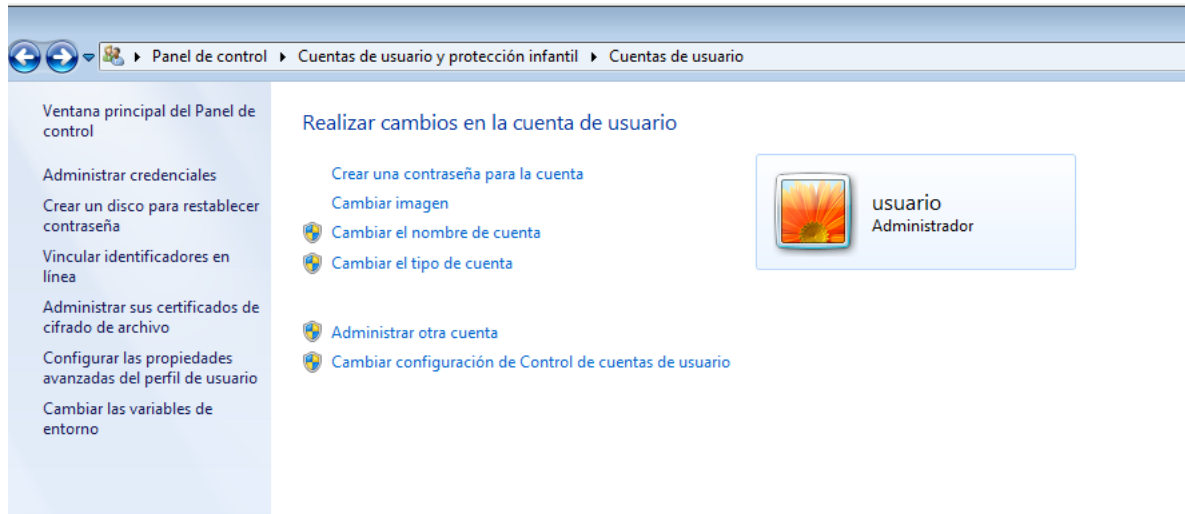 Panel de control ▸ Cuentas de usuario y protección infantil ▸ Cuentas de usuario
Ventana principal del Panel de
control
Administrar credenciales
Crear un disco para restablecer
contraseña
Vincular identificadores en
línea
Administrar sus certificados de
cifrado de archivo
Configurar las propiedades
avanzadas del perfil de usuario
Cambiar las variables de
entorno
Realizar cambios en la cuenta de usuario
Crear una contraseña para la cuenta
Cambiar imagen
Cambiar el nombre de cuenta
Cambiar el tipo de cuenta
Administrar otra cuenta
Cambiar configuración de Control de cuentas de usuario
usuario
Administrador